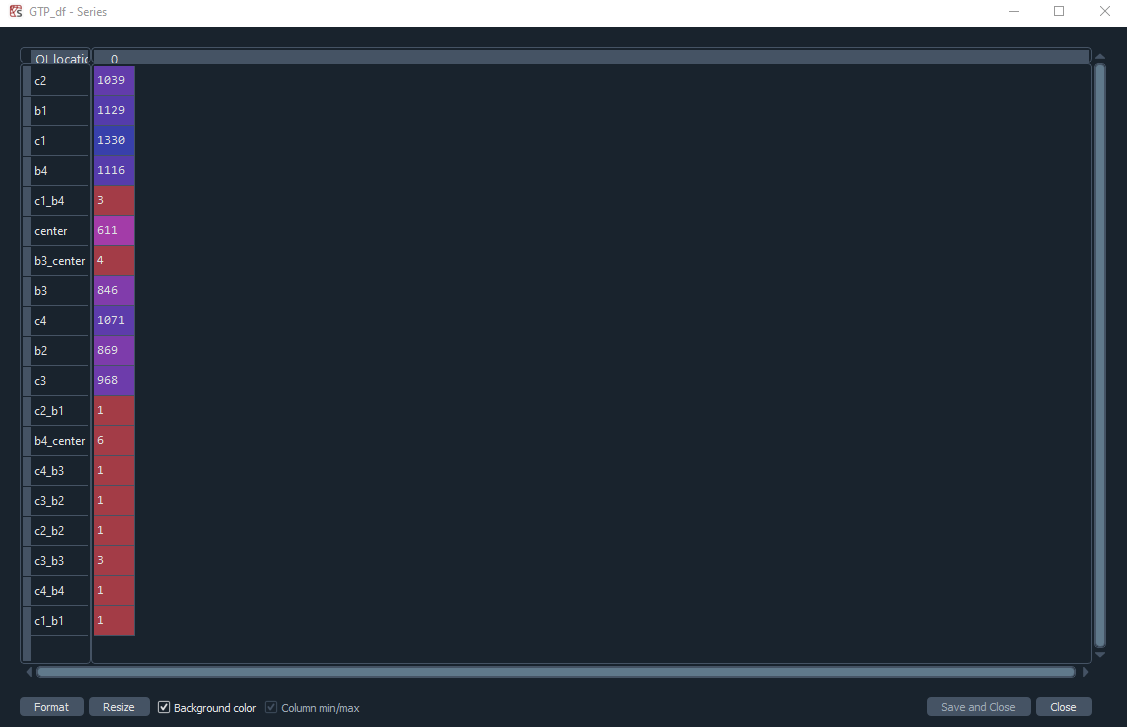 GTP_df - Series
OI locatio 0
c2 1039
b1 1129
c1 1330
b4 1116
c1_b4 3
center 611
b3_center 4
b3 846
c4 1071
b2 869
c3 968
c2_b1 1
b4_center 6
c4_b3 1
c3_b2 1
c2_b2 1
c3_b3 3
c4_b4 1
c1_b1 1
Format Resize Background color Column min/max Save and Close Close